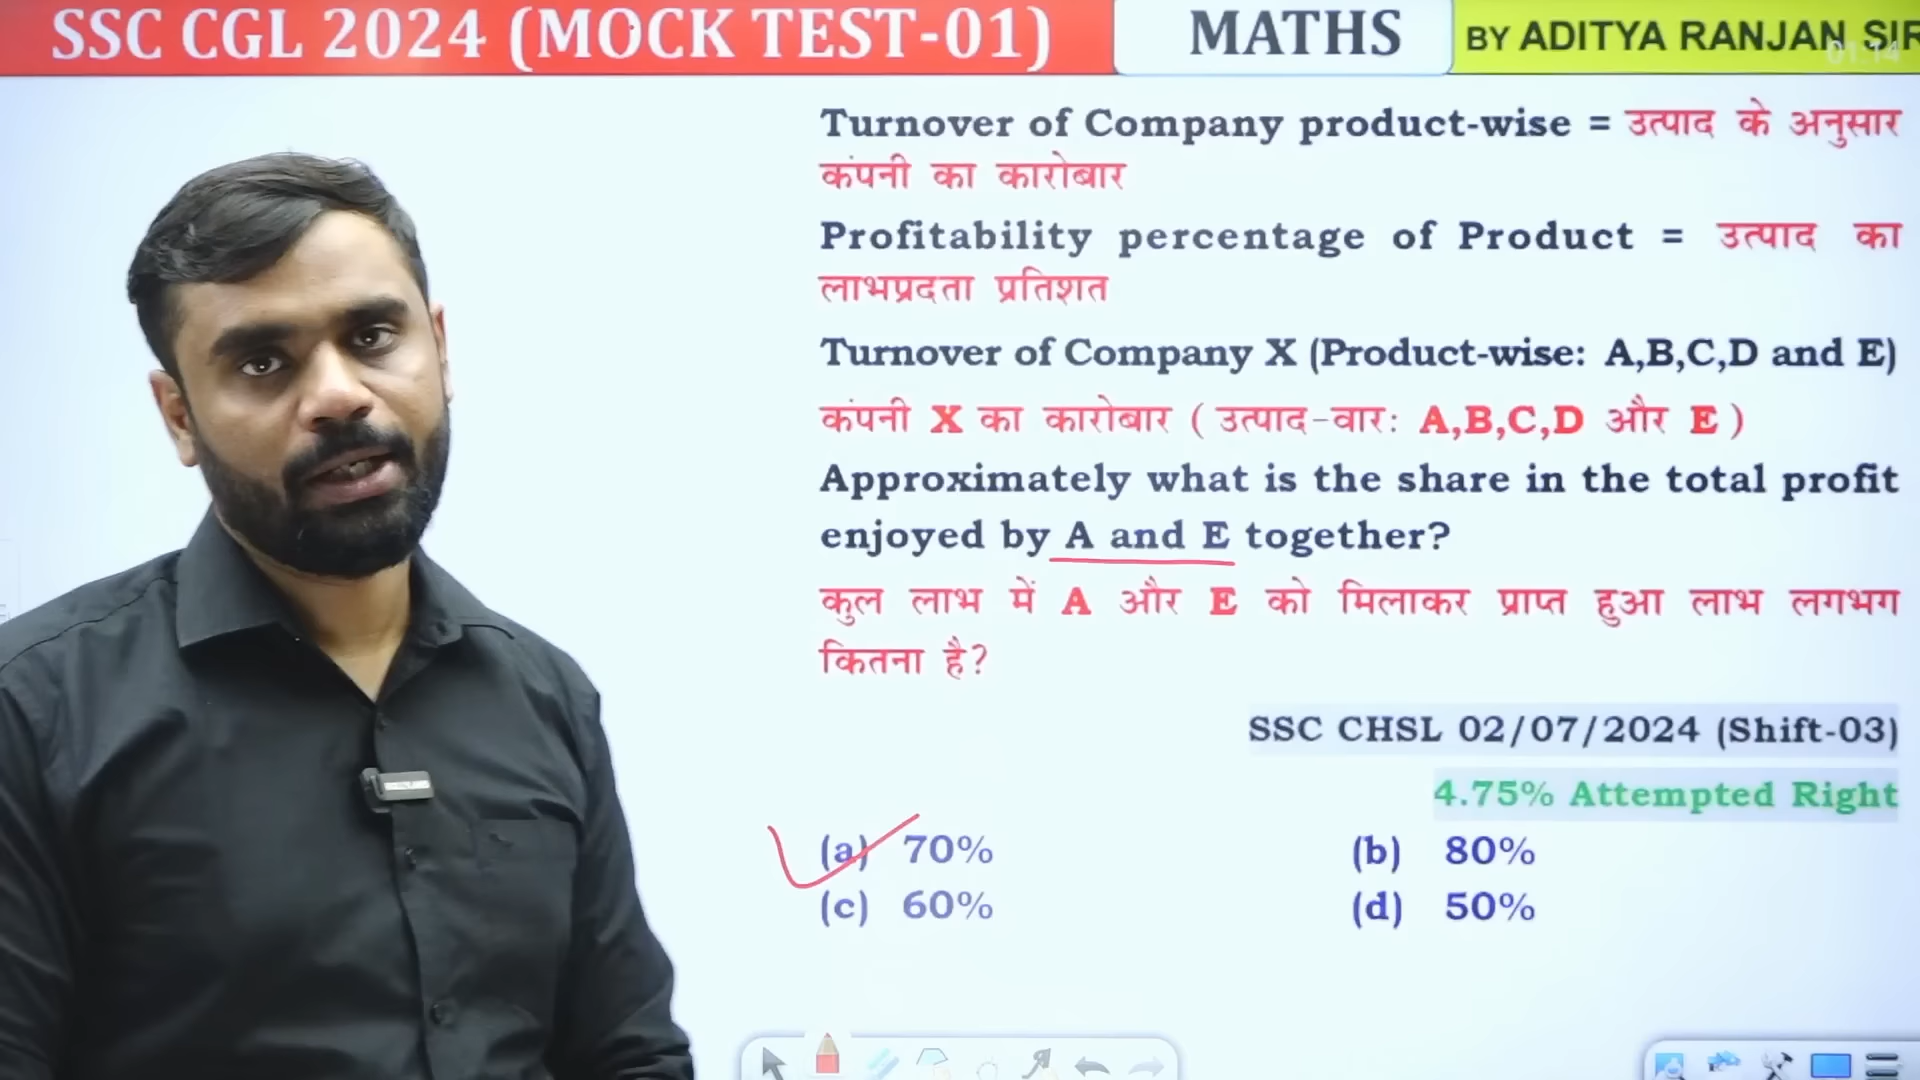 SSC CGL 2024 (MOCK TEST-01)
MATHS
BY ADITYA RANJAN SIR
01:14
Turnover of Company product-wise = उत्पाद के अनुसार
कंपनी का कारोबार
Profitability percentage of Product = उत्पाद का
लाभप्रदता प्रतिशत
Turnover of Company X (Product-wise: A,B,C,D and E)
कंपनी X का कारोबार ( उत्पाद-वार: A,B,C,D और E )
Approximately what is the share in the total profit
enjoyed by A and E together?
कुल लाभ में A और E को मिलाकर प्राप्त हुआ लाभ लगभग
कितना है?
SSC CHSL 02/07/2024 (Shift-03)
4.75% Attempted Right
(a) 70% (b) 80%
(c) 60% (d) 50%